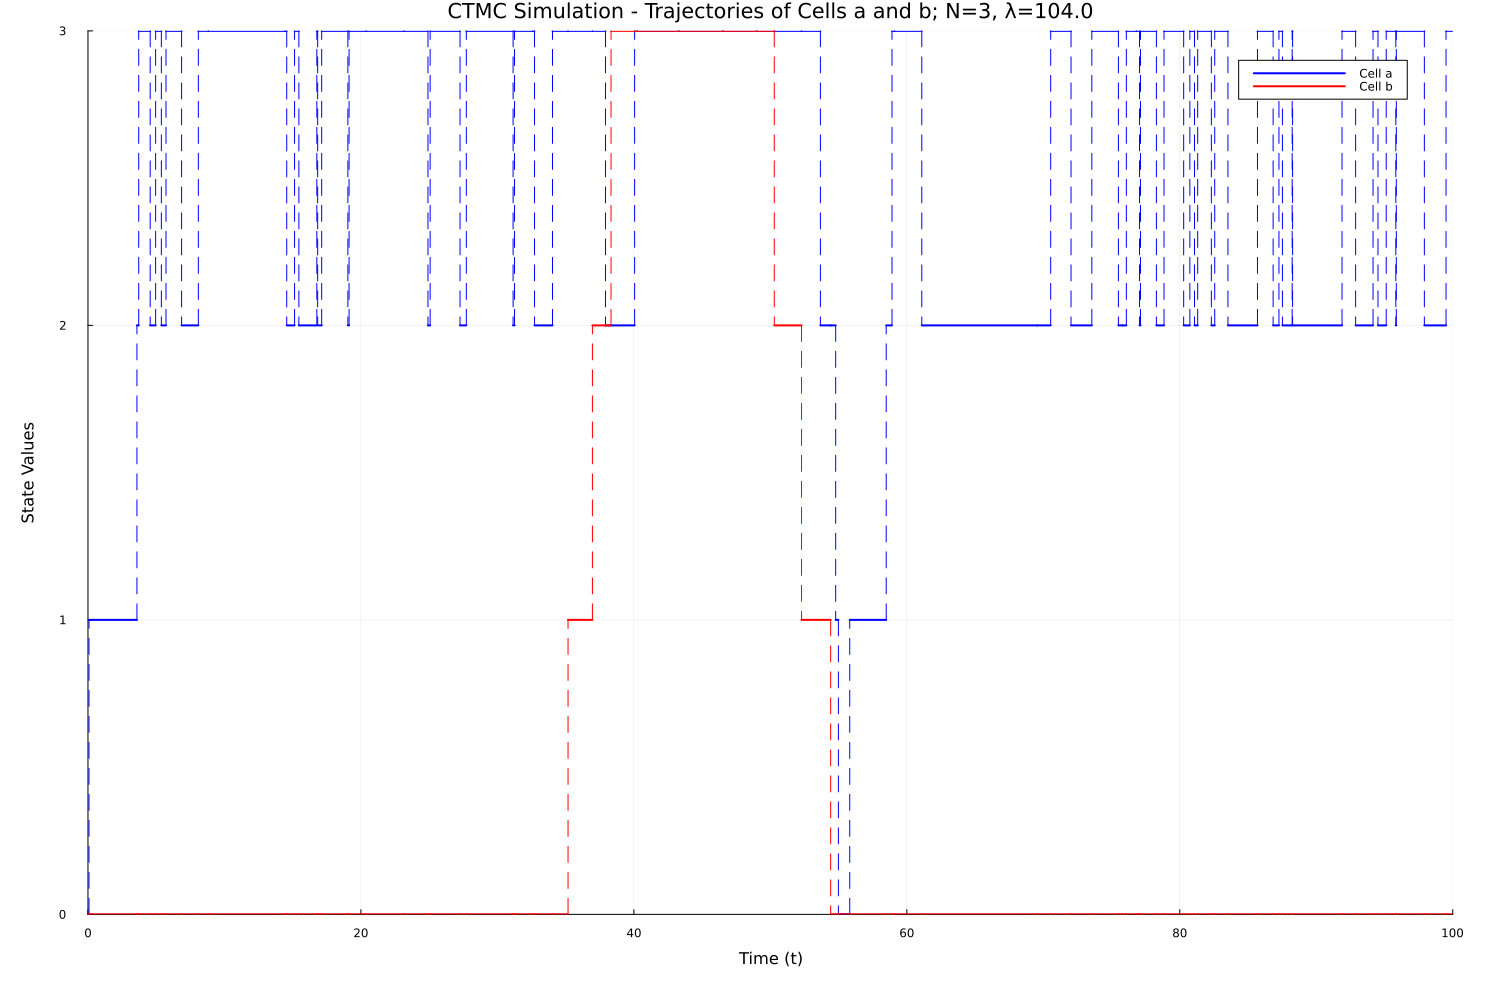 CTMC Simulation - Trajectories of Cells a and b; N=3, λ=104.0
3
Cell a
Cell b
2
State Values
1
0
0 20 40 60 80 100
Time (t)